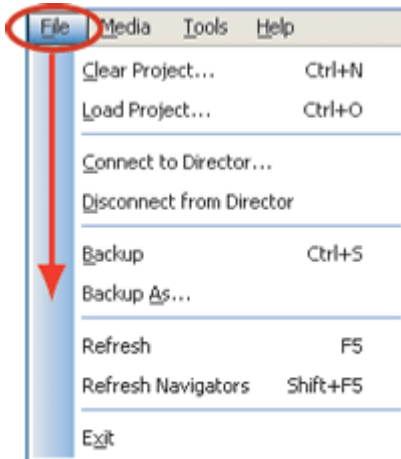 File Media Tools Help
Clear Project... Ctrl+N
Load Project... Ctrl+O
Connect to Director...
Disconnect from Director
Backup Ctrl+S
Backup As...
Refresh F5
Refresh Navigators Shift+F5
Exit